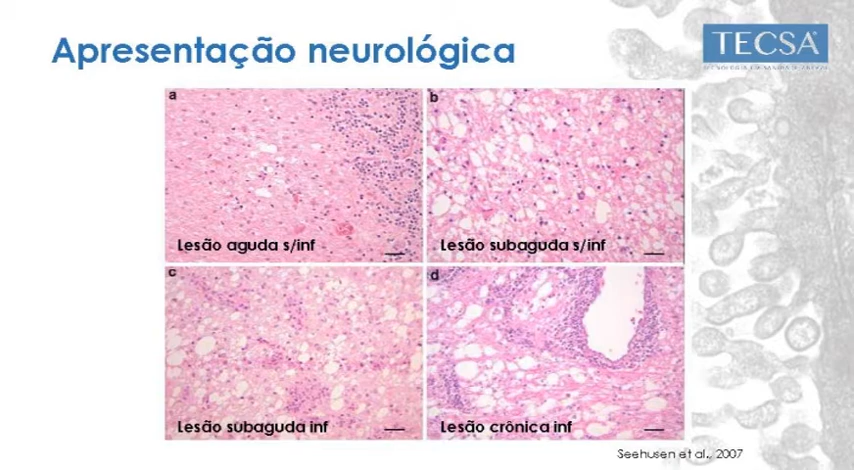 Apresentação neurológica
TECSA®
a
b
Lesão aguda s/inf
Lesão subaguda s/inf
c
d
Lesão subaguda inf
Lesão crônica inf
Seehusen et al., 2007